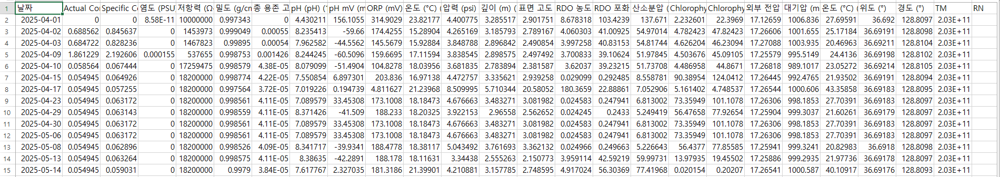 1 날짜 Actual Cor Specific Co 염도 (PSU 저항력 (Ω· 밀도 (g/cm 총 용존 고 pH (pH) (1 pH mV (m ORP (mV) 온도 (°C) ( 압력 (psi) 깊이 (m) ( 표면 고도 RDO 농도 RDO 포화 산소분압 ( Chlorophy Chlorophy 외부 전압 대기압 (m 온도 (°C) ( 위도 (°) 경도 (°) TM RN
2 2025-04-01 0 0 8.58E-11 10000000 0.997343 0 4.430211 156.1055 314.9029 23.82177 4.400775 3.285517 2.901751 8.678318 103.4239 137.671 2.232601 22.3969 17.12659 1006.836 27.69591 36.692 128.8097 2.03E+11
3 2025-04-02 0.688562 0.845637 0 1453973 0.999049 0.00055 8.235413 -59.66 174.4255 15.28904 4.265169 3.185793 2.789167 4.060303 41.00925 54.97014 4.782423 47.82423 17.26606 1001.655 25.17184 36.69191 128.8098 2.03E+11
4 2025-04-03 0.684722 0.828236 0 1467823 0.99895 0.00054 7.962582 -44.5562 145.5679 15.92884 3.848788 2.896842 2.490854 3.997258 40.83153 54.81744 4.626204 46.23094 17.27088 1003.935 20.46963 36.69211 128.8104 2.03E+11
5 2025-04-09 1.861229 2.192606 0.000155 537655 0.998753 0.001426 8.244245 -60.5096 159.6695 17.11594 3.838545 2.898575 2.497492 3.700833 39.10624 51.97845 4.503676 45.09105 17.25579 995.5149 24.4136 36.69198 128.8102 2.03E+11
6 2025-04-10 0.058564 0.067444 0 17259475 0.998579 4.38E-05 8.079099 -51.4904 104.8278 18.03956 3.681835 2.783894 2.381587 3.62037 39.23215 51.73708 4.486958 44.8671 17.26818 989.1017 23.05272 36.69214 128.8105 2.03E+11
7 2025-04-15 0.054945 0.064926 0 18200000 0.998774 4.22E-05 7.550854 6.897301 203.836 16.97138 4.472757 3.335621 2.939258 0.029099 0.292485 8.558781 90.38954 124.0412 17.26445 992.4765 21.93502 36.69191 128.8094 2.03E+11
8 2025-04-17 0.054945 0.057255 0 18200000 0.997564 3.72E-05 7.019226 0.194739 4.811627 21.23968 8.509995 5.710344 20.58052 180.3659 22.88861 7.052906 5.161402 4.748537 17.26544 1000.606 43.35858 36.69183 128.8095 2.03E+11
9 2025-04-23 0.054945 0.063172 0 18200000 0.998561 4.11E-05 7.089579 33.45308 173.1008 18.18473 4.676663 3.483271 3.081982 0.024583 0.247941 6.813002 73.35949 101.1078 17.26306 998.1853 27.70391 36.69183 128.8097 2.03E+11
10 2025-04-29 0.054945 0.063143 0 18200000 0.998559 4.11E-05 8.371426 -41.509 188.233 18.20325 3.922153 2.96558 2.562652 0.024245 0.2433 5.249419 56.47658 77.92654 17.25904 999.3037 21.60261 36.69179 128.8097 2.03E+11
11 2025-04-30 0.054945 0.063172 0 18200000 0.998561 4.11E-05 7.089579 33.45308 173.1008 18.18473 4.676663 3.483271 3.081982 0.024583 0.247941 6.813002 73.35949 101.1078 17.26306 998.1853 27.70391 36.69183 128.8097 2.03E+11
12 2025-05-06 0.054945 0.063172 0 18200000 0.998561 4.11E-05 7.089579 33.45308 173.1008 18.18473 4.676663 3.483271 3.081982 0.024583 0.247941 6.813002 73.35949 101.1078 17.26306 998.1853 27.70391 36.69183 128.8097 2.03E+11
13 2025-05-08 0.054945 0.062896 0 18200000 0.998526 4.09E-05 8.341717 -39.9341 188.4778 18.38117 5.043492 3.761693 3.362132 0.024966 0.249663 5.226643 56.4377 77.85585 17.25941 999.3241 20.82983 36.6918 128.8097 2.03E+11
14 2025-05-13 0.054945 0.063264 0 18200000 0.998575 4.11E-05 8.38635 -42.2891 188.178 18.11631 3.34438 2.555263 2.150773 3.959114 42.59219 59.99731 13.97935 19.45502 17.25886 999.2935 21.97736 36.69178 128.8097 2.03E+11
15 2025-05-14 0.054945 0.059031 0 18200000 0.9979 3.84E-05 7.617767 2.327035 181.3186 21.39901 4.210881 3.157785 2.748595 4.917024 56.30369 77.41968 0.020154 0.20207 17.26541 1000.587 40.10917 36.69176 128.8093 2.03E+11